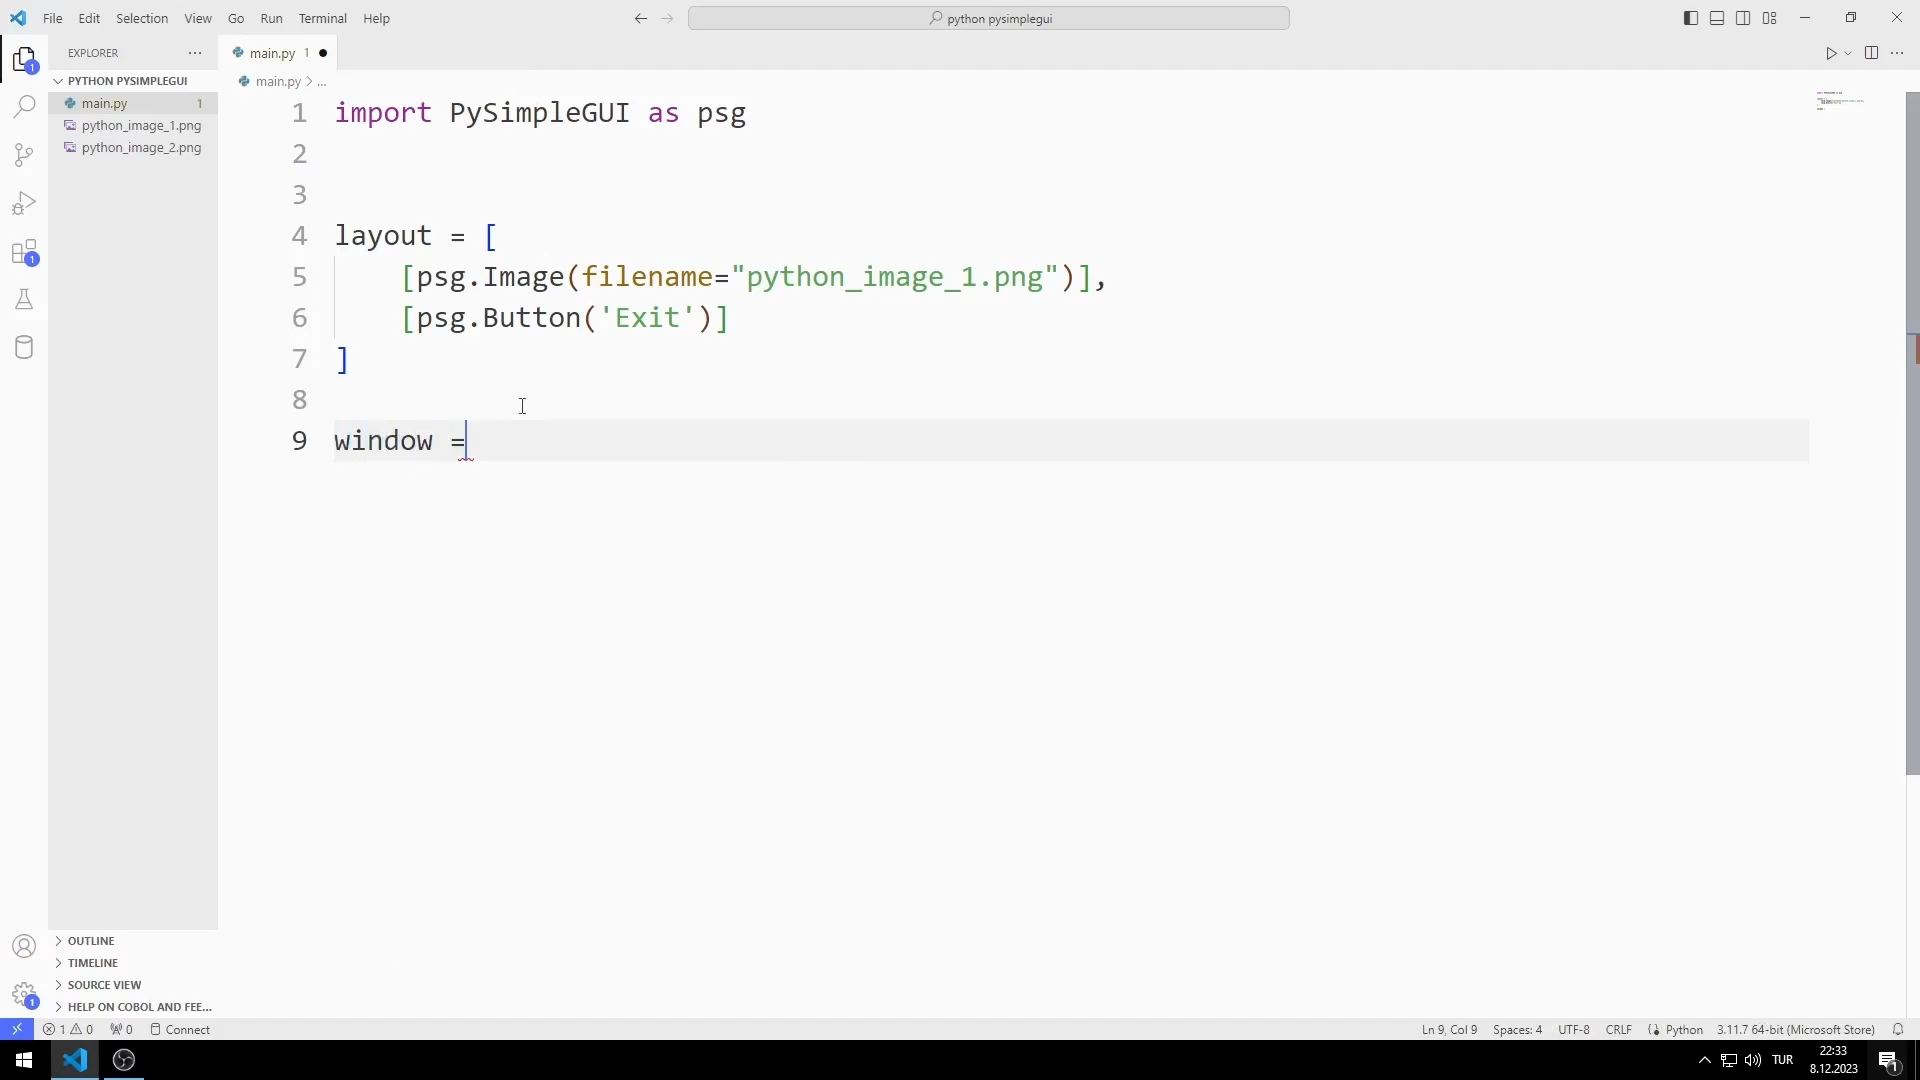 File Edit Selection View Go Run Terminal Help
python pysimplegui
EXPLORER
main.py 1
PYTHON PYSIMPLEGUI
main.py 1
python_image_1.png
python_image_2.png
main.py > ...
1 import PySimpleGUI as psg
2
3
4 layout = [
5 [psg.Image(filename="python_image_1.png")],
6 [psg.Button('Exit')]
7 ]
8
9 window =
1
1
OUTLINE
TIMELINE
SOURCE VIEW
HELP ON COBOL AND FEE...
1
1 0 0 Connect
Ln 9, Col 9 Spaces: 4 UTF-8 CRLF Python 3.11.7 64-bit (Microsoft Store)
TUR
22:33
8.12.2023
1